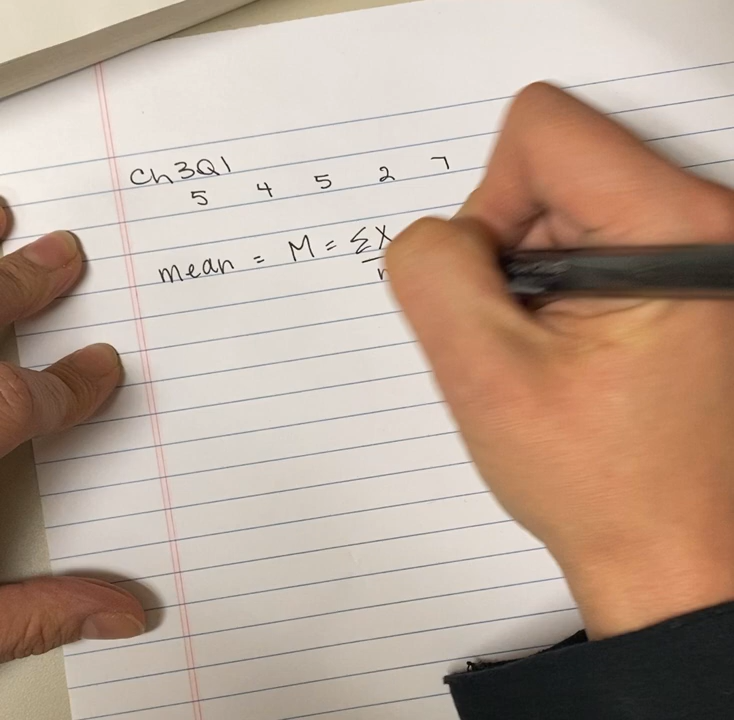 Ch3Q1
5 4 5 2 7
mean = M = ΣX
n